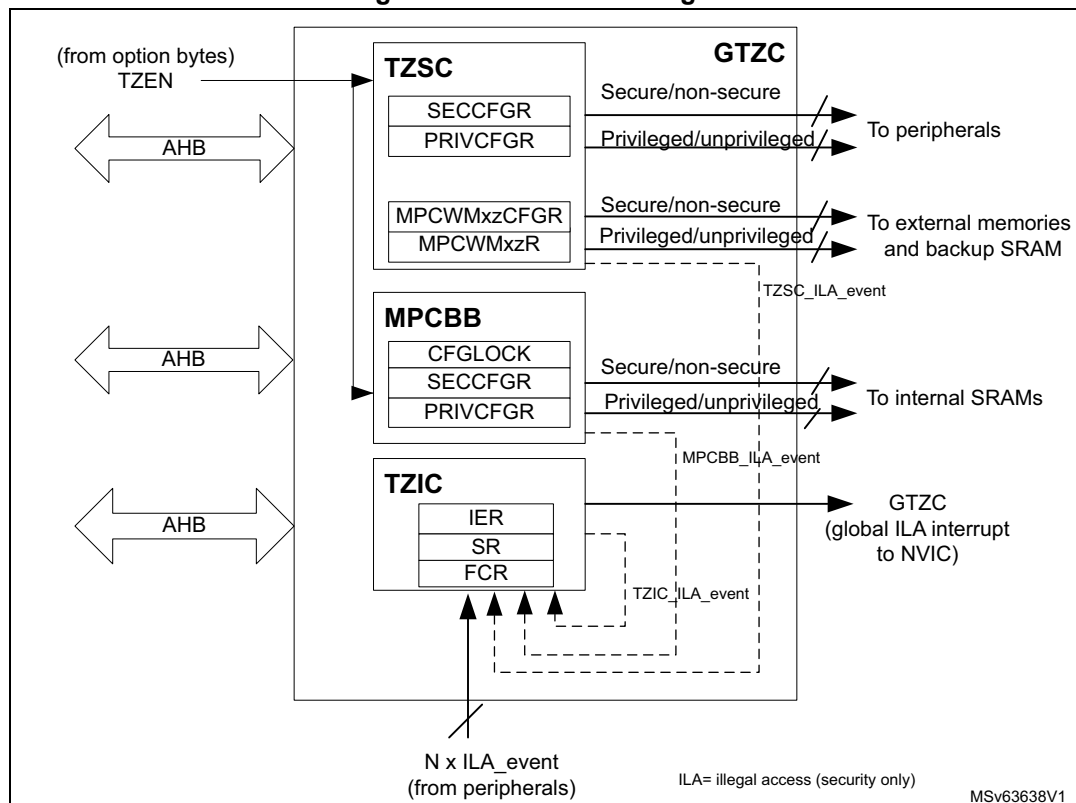 (from option bytes)
TZEN
GTZC
TZSC
SECCFGR
PRIVCFGR
Secure/non-secure
Privileged/unprivileged
To peripherals
AHB
MPCWMxzCFGR
MPCWMxzR
Secure/non-secure
Privileged/unprivileged
To external memories
and backup SRAM
TZSC_ILA_event
MPCBB
CFGLOCK
SECCFGR
PRIVCFGR
Secure/non-secure
Privileged/unprivileged
To internal SRAMs
AHB
MPCBB_ILA_event
TZIC
IER
SR
FCR
TZIC_ILA_event
AHB
GTZC
(global ILA interrupt
to NVIC)
N x ILA_event
(from peripherals)
ILA= illegal access (security only)
MSv63638V1